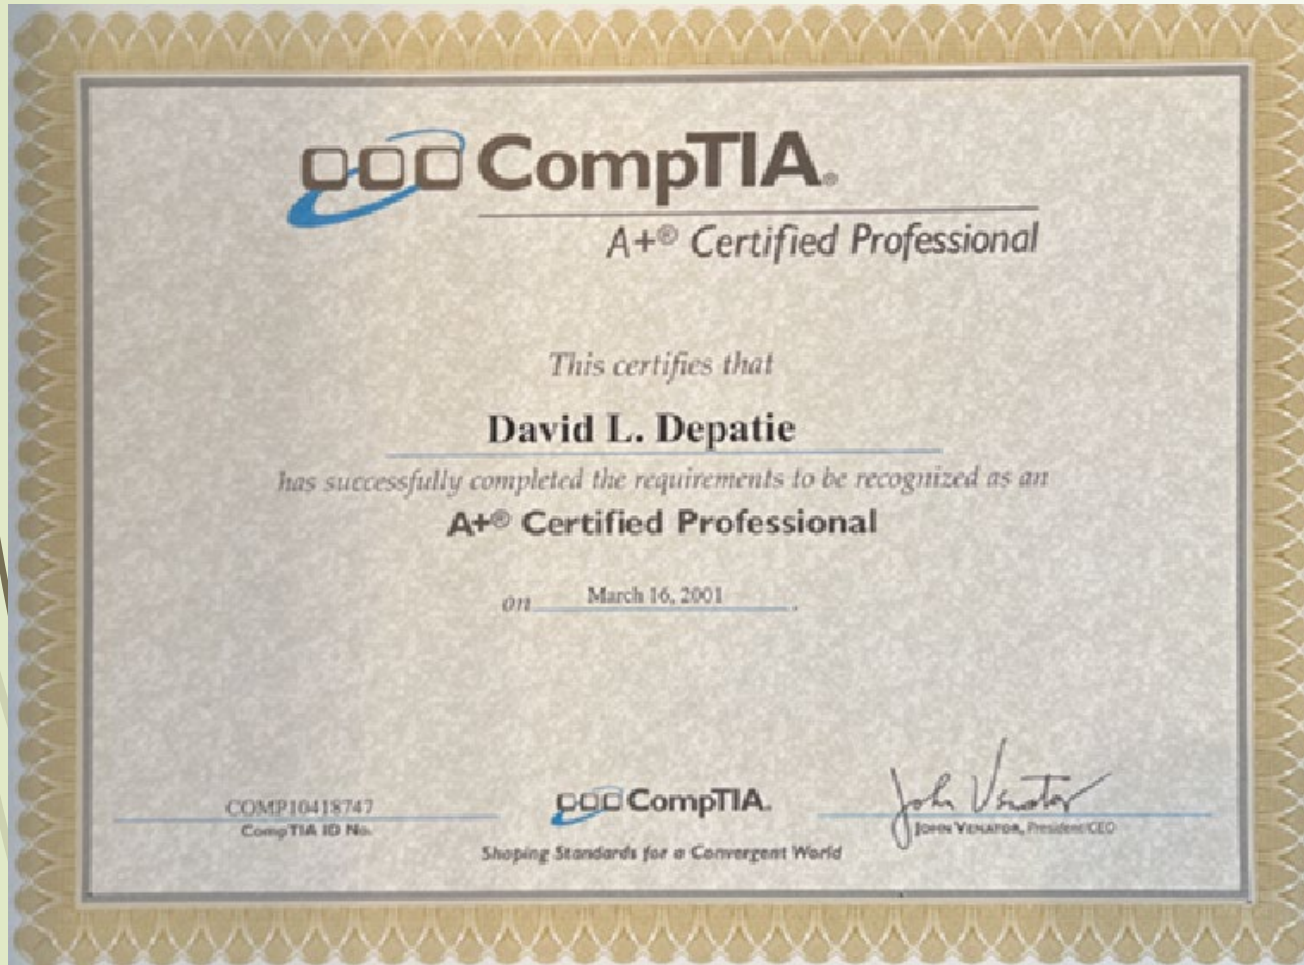 CompTIA®
A+® Certified Professional
This certifies that
David L. Depatie
has successfully completed the requirements to be recognized as an
A+® Certified Professional
on March 16, 2001.
COMP10418747
CompTIA ID No.
CompTIA.
Shaping Standards for a Convergent World
John Venator
JOHN VENATOR, President/CEO